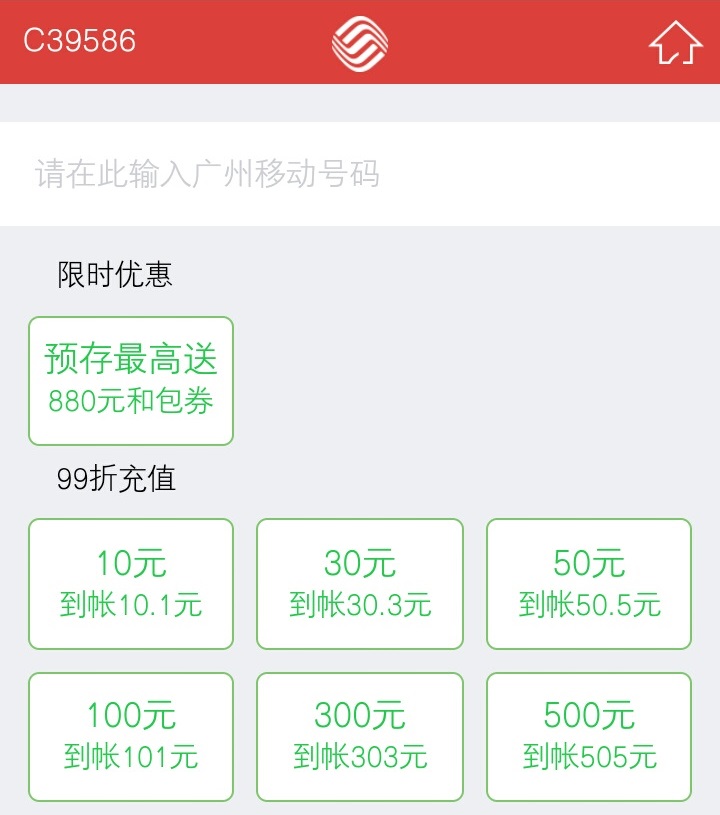 C39586
请在此输入广州移动号码
限时优惠
预存最高送
880元和包券
99折充值
10元
到帐10.1元
30元
到帐30.3元
50元
到帐50.5元
100元
到帐101元
300元
到帐303元
500元
到帐505元